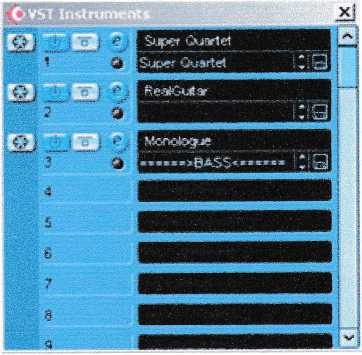 VST Instruments
Super Quartet
1 Super Quartet
RealGuitar
2
Monologue
3 ======>BASS<======
4
5
6
7
8
9